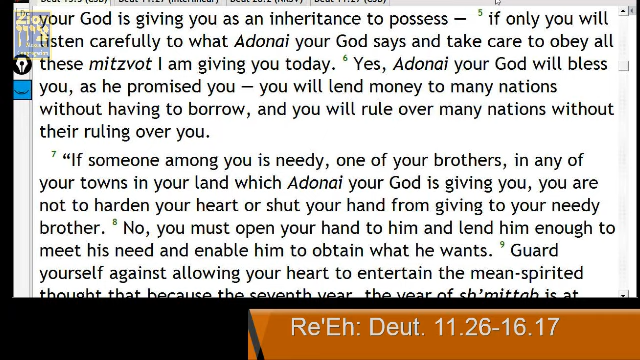 your God is giving you as an inheritance to possess — 5 if only you will
listen carefully to what Adonai your God says and take care to obey all
these mitzvot I am giving you today. 6 Yes, Adonai your God will bless
you, as he promised you — you will lend money to many nations
without having to borrow, and you will rule over many nations without
their ruling over you.
7 “If someone among you is needy, one of your brothers, in any of
your towns in your land which Adonai your God is giving you, you are
not to harden your heart or shut your hand from giving to your needy
brother. 8 No, you must open your hand to him and lend him enough to
meet his need and enable him to obtain what he wants. 9 Guard
yourself against allowing your heart to entertain the mean-spirited
thought that because the seventh year, the year of sh’mittah is at
Re'Eh: Deut. 11.26-16.17